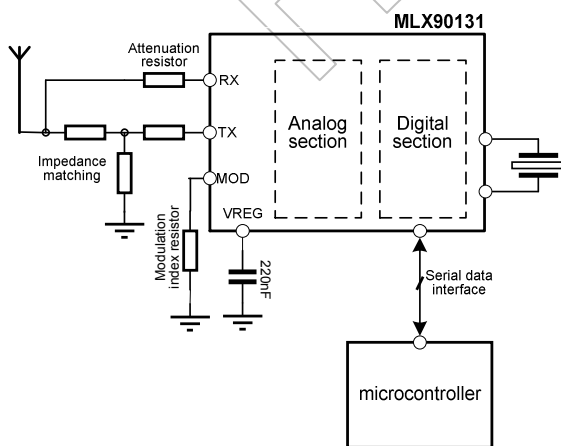 MLX90131
Attenuation
resistor
RX
TX
Impedance
matching
MOD
VREG
Modulation
index resistor
220nF
Analog
section
Digital
section
Serial data
interface
microcontroller